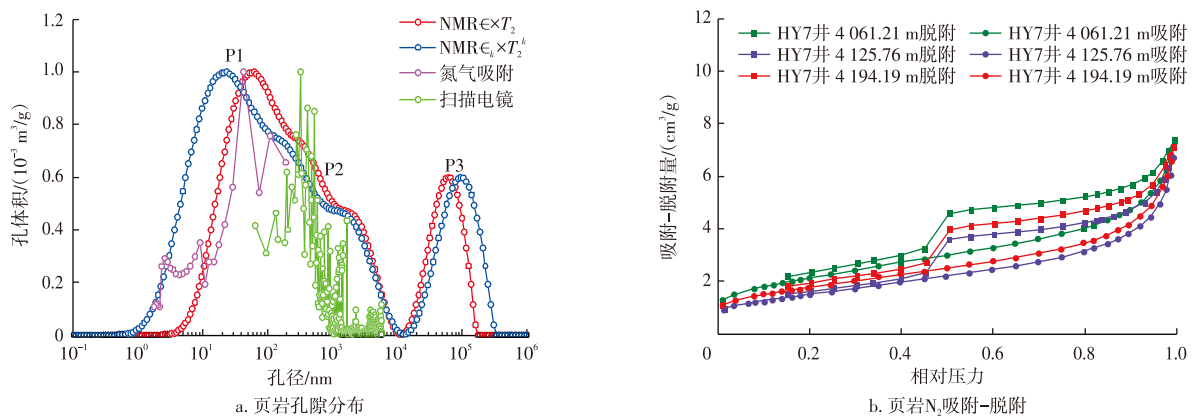 1.2
1.0
0.8
0.6
0.4
0.2
0
孔体积/(10⁻³ m³/g)
P1
P2
P3
NMR∈×T₂
NMR∈ₖ×T₂ᵏ
氮气吸附
扫描电镜
10⁻¹ 10⁰ 10¹ 10² 10³ 10⁴ 10⁵ 10⁶
孔径/nm
a. 页岩孔隙分布
12
10
8
6
4
2
吸附-脱附量/(cm³/g)
HY7井 4 061.21 m脱附 HY7井 4 061.21 m吸附
HY7井 4 125.76 m脱附 HY7井 4 125.76 m吸附
HY7井 4 194.19 m脱附 HY7井 4 194.19 m吸附
0 0.2 0.4 0.6 0.8 1.0
相对压力
b. 页岩N₂吸附-脱附